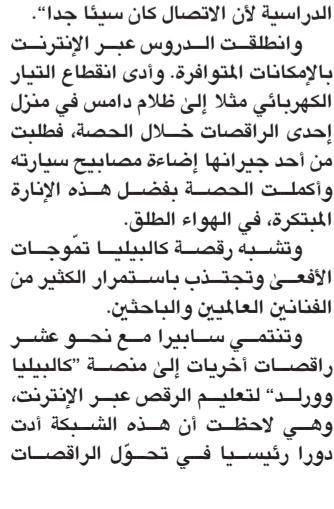 الدراسية لأن الاتصال كان سيئا جدا“.
وانطلقت الدروس عبر الإنترنت
بالإمكانات المتوافرة. وأدى انقطاع التيار
الكهربائي مثلا إلى ظلام دامس في منزل
إحدى الراقصات خلال الحصة، فطلبت
من أحد جيرانها إضاءة مصابيح سيارته
وأكملت الحصة بفضل هذه الإنارة
المبتكرة، في الهواء الطلق.
وتشبه رقصة كالبيليا تمّوجات
الأفعى وتجتذب باستمرار الكثير من
الفنانين العالميين والباحثين.
وتنتمي سابيرا مع نحو عشر
راقصات أخريات إلى منصة ”كالبيليا
وورلد“ لتعليم الرقص عبر الإنترنت،
وهي لاحظت أن هذه الشبكة أدت
دورا رئيسيا في تحوّل الراقصات